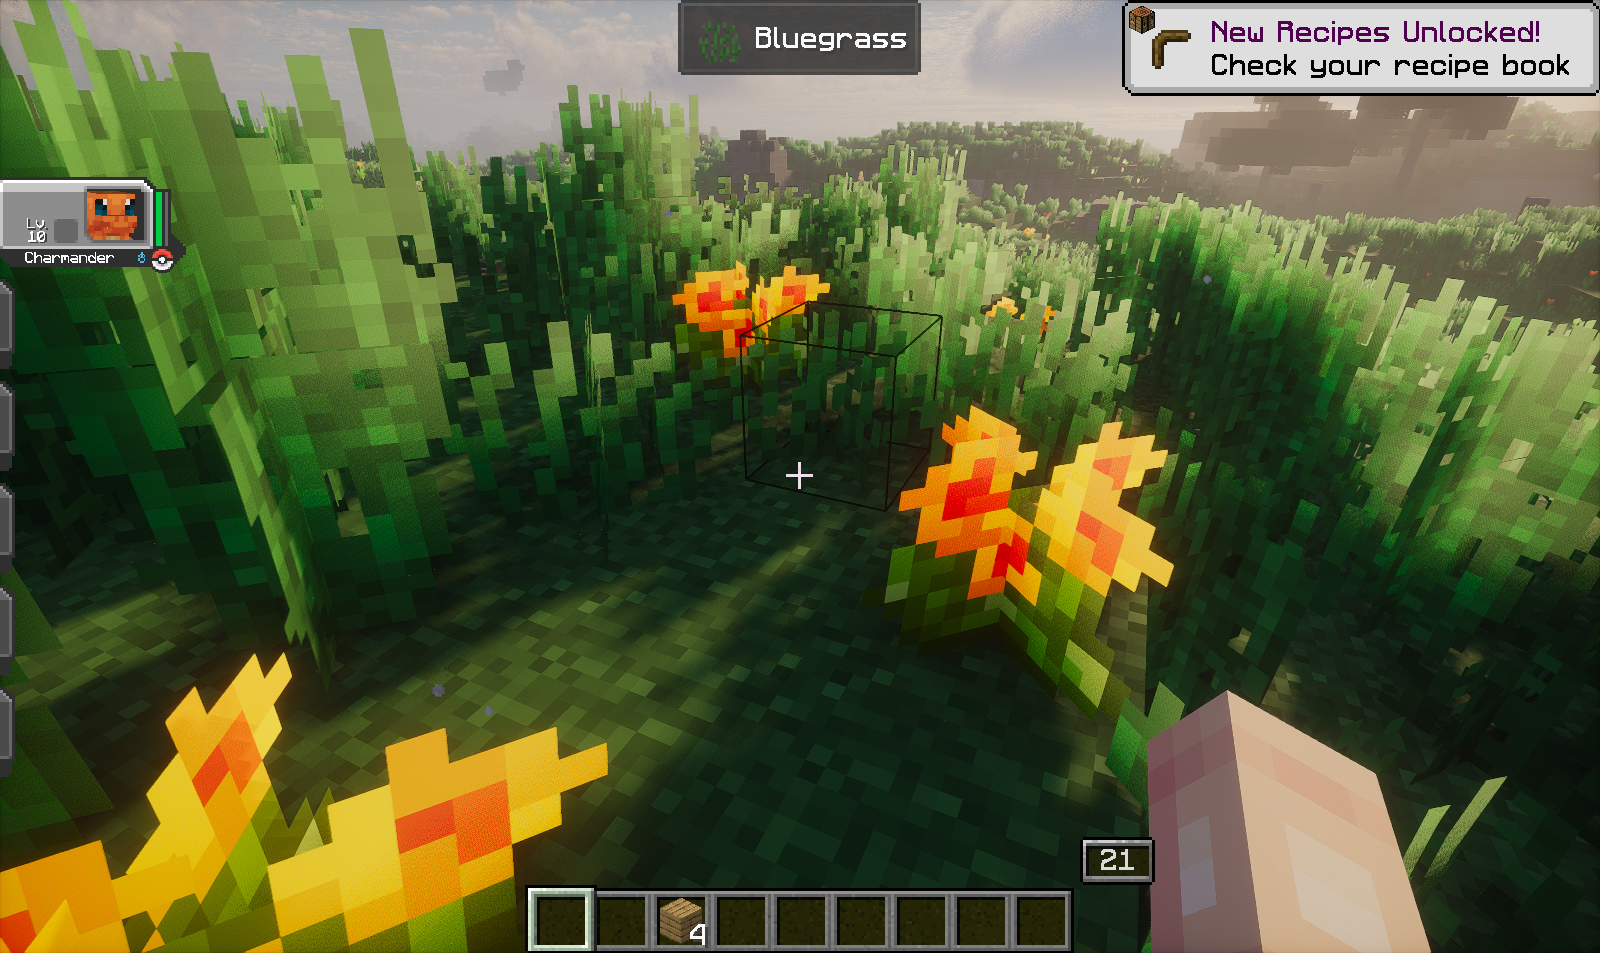 Bluegrass
New Recipes Unlocked!
Check your recipe book
Lv.
10
Charmander
21
4